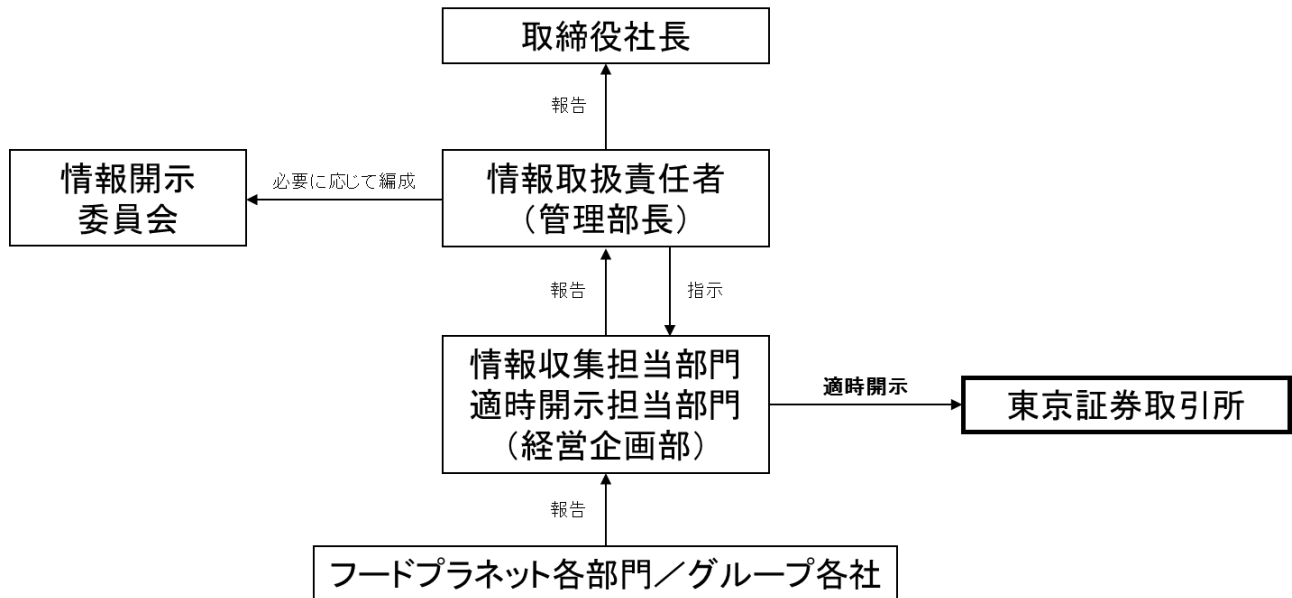 取締役社長
報告
情報開示
委員会
必要に応じて編成
情報取扱責任者
（管理部長）
報告
指示
情報収集担当部門
適時開示担当部門
（経営企画部）
適時開示
東京証券取引所
報告
フードプラネット各部門／グループ各社